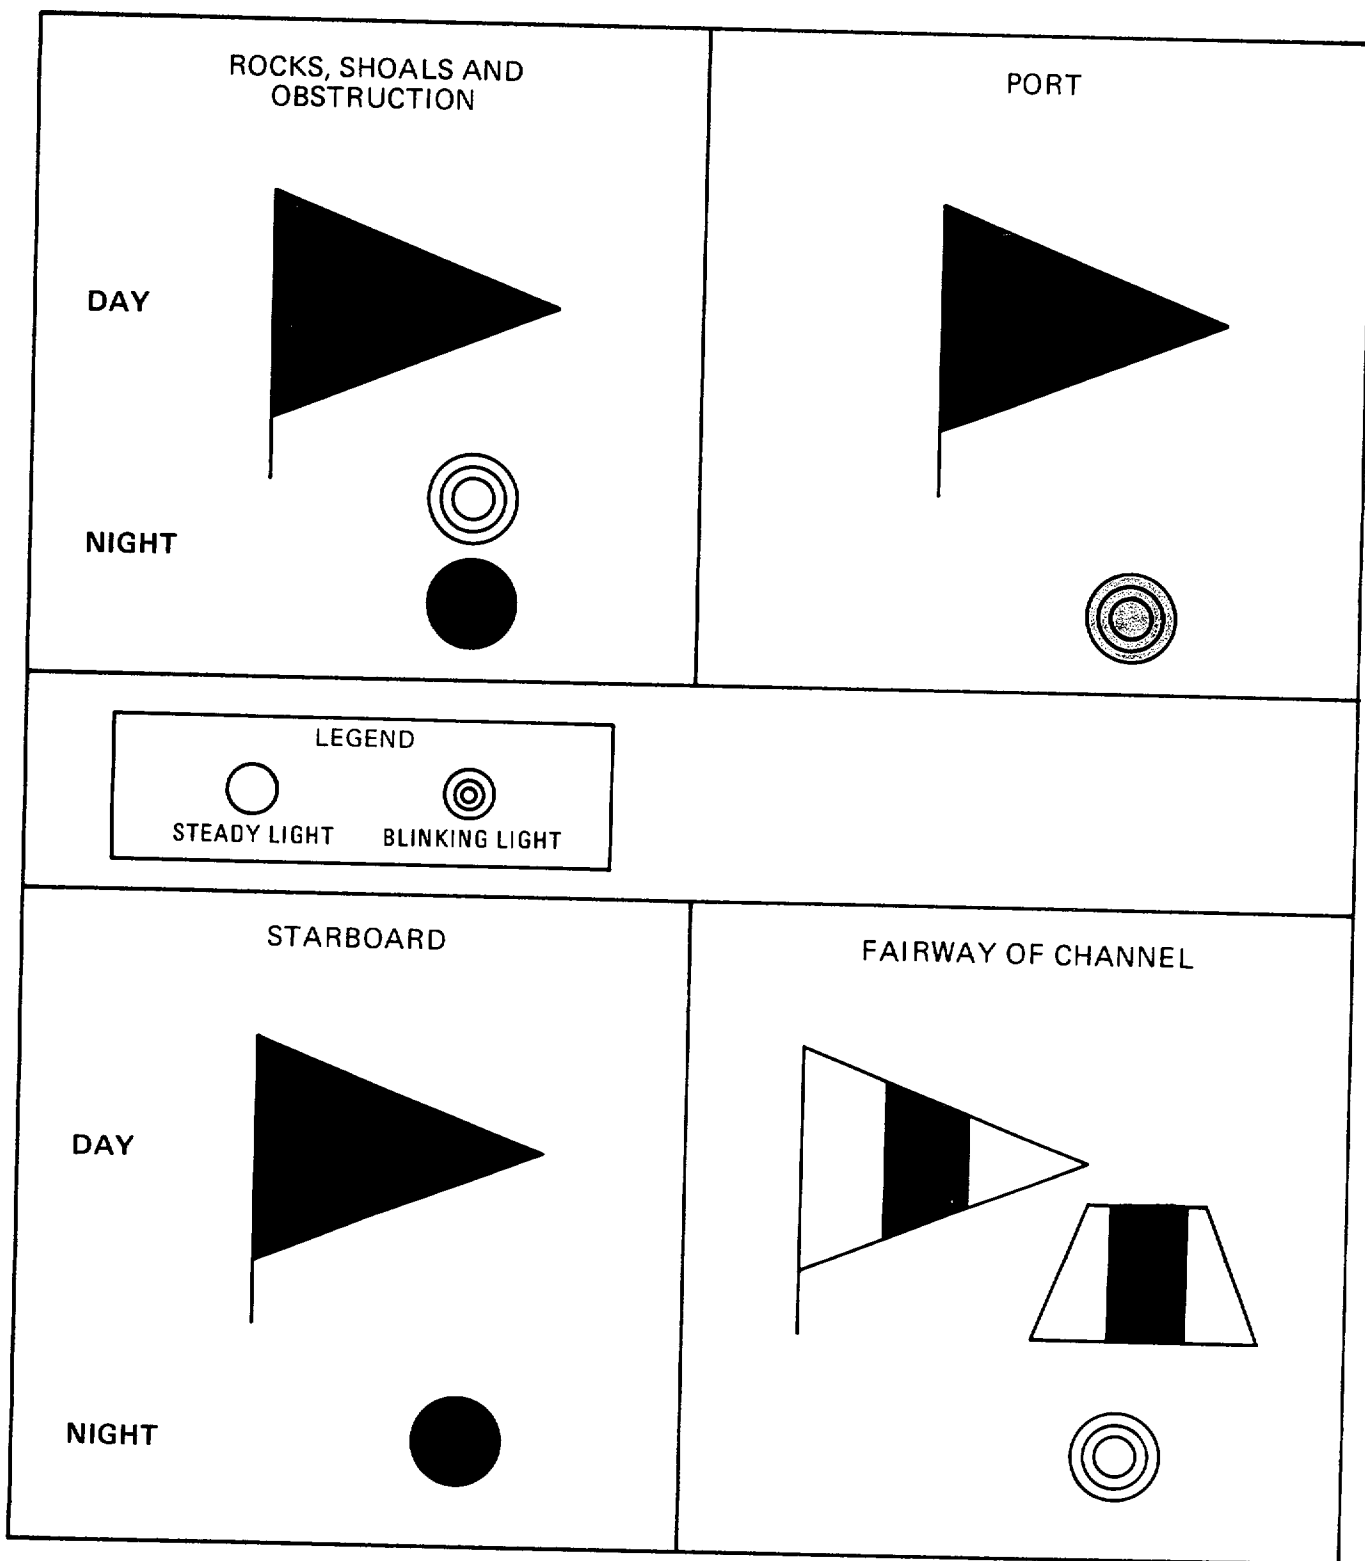 ROCKS, SHOALS AND
OBSTRUCTION
PORT
DAY
NIGHT
LEGEND
STEADY LIGHT
BLINKING LIGHT
STARBOARD
FAIRWAY OF CHANNEL
DAY
NIGHT